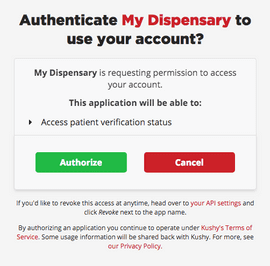 Authenticate My Dispensary to
use your account?
My Dispensary is requesting permission to access
your account.
This application will be able to:
Access patient verification status
Authorize
Cancel
If you'd like to revoke this access at anytime, head over to your API settings and
click Revoke next to the app name.
By authorizing an application you continue to operate under Kushy's Terms of
Service. Some usage information will be shared back with Kushy. For more, see
our Privacy Policy.